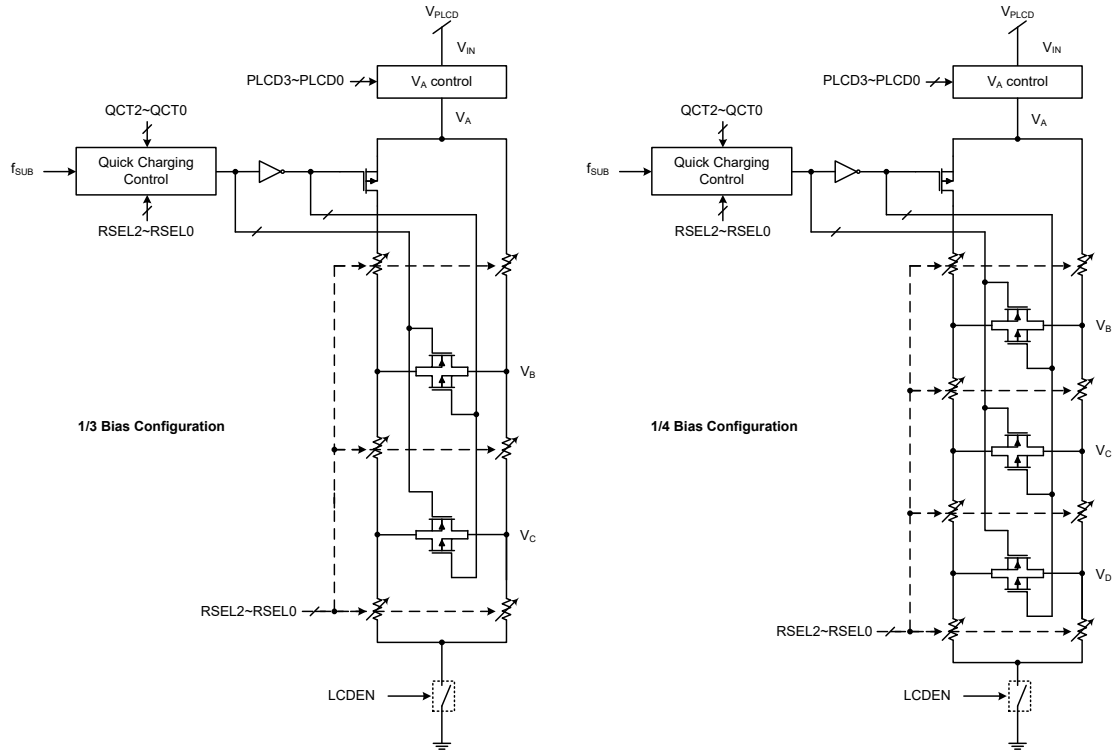 VPLCD
VIN
PLCD3~PLCD0
VA control
VA
QCT2~QCT0
fSUB
Quick Charging
Control
RSEL2~RSEL0
VB
1/3 Bias Configuration
VC
RSEL2~RSEL0
LCDEN
VPLCD
VIN
PLCD3~PLCD0
VA control
VA
QCT2~QCT0
fSUB
Quick Charging
Control
RSEL2~RSEL0
VB
1/4 Bias Configuration
VC
VD
RSEL2~RSEL0
LCDEN